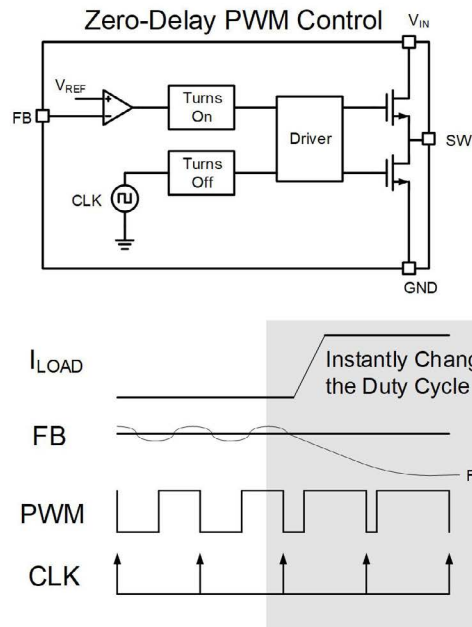 Zero-Delay PWM Control
VIN
VREF
FB
Turns
On
Driver
SW
Turns
Off
CLK
GND
ILOAD
Instantly Chang
the Duty Cycle
FB
F
PWM
CLK